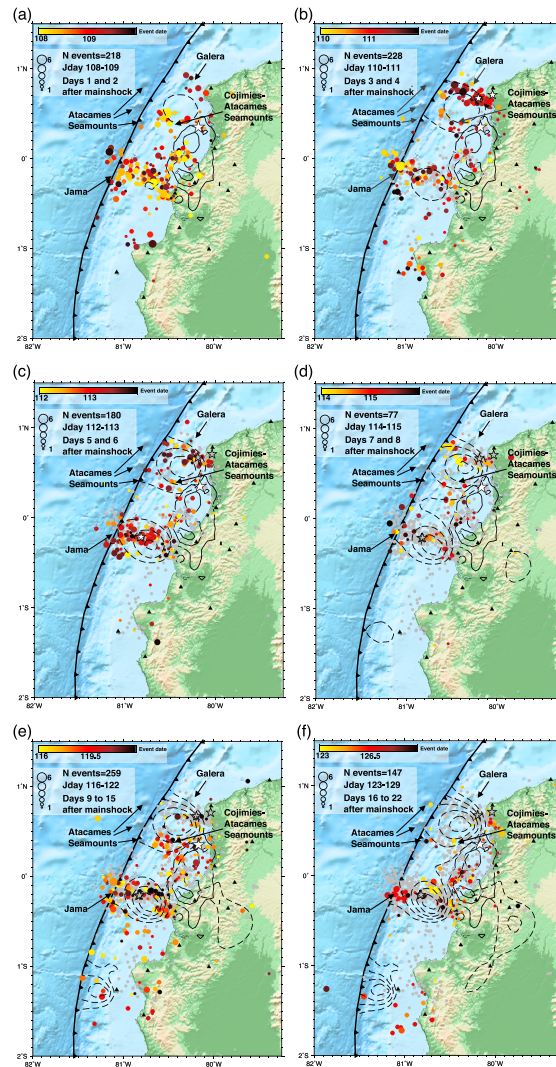 (a)
108
109
Event date
6
1
N events=218
Jday 108-109
Days 1 and 2
after mainshock
Galera
Atacames
Seamounts
Cojimies-
Atacames
Seamounts
Jama
1˚N
0˚
1˚S
2˚S
82˚W
81˚W
80˚W
(b)
110
111
Event date
6
1
N events=228
Jday 110-111
Days 3 and 4
after mainshock
Galera
Atacames
Seamounts
Cojimies-
Atacames
Seamounts
Jama
1˚N
0˚
1˚S
2˚S
82˚W
81˚W
80˚W
(c)
112
113
Event date
6
1
N events=180
Jday 112-113
Days 5 and 6
after mainshock
Galera
Atacames
Seamounts
Cojimies-
Atacames
Seamounts
Jama
1˚N
0˚
1˚S
2˚S
82˚W
81˚W
80˚W
(d)
114
115
Event date
6
1
N events=77
Jday 114-115
Days 7 and 8
after mainshock
Galera
Atacames
Seamounts
Cojimies-
Atacames
Seamounts
Jama
1˚N
0˚
1˚S
2˚S
82˚W
81˚W
80˚W
(e)
116
119.5
Event date
6
1
N events=259
Jday 116-122
Days 9 to 15
after mainshock
Galera
Atacames
Seamounts
Cojimies-
Atacames
Seamounts
Jama
1˚N
0˚
1˚S
2˚S
82˚W
81˚W
80˚W
(f)
123
126.5
Event date
6
1
N events=147
Jday 123-129
Days 16 to 22
after mainshock
Galera
Atacames
Seamounts
Cojimies-
Atacames
Seamounts
Jama
1˚N
0˚
1˚S
2˚S
82˚W
81˚W
80˚W